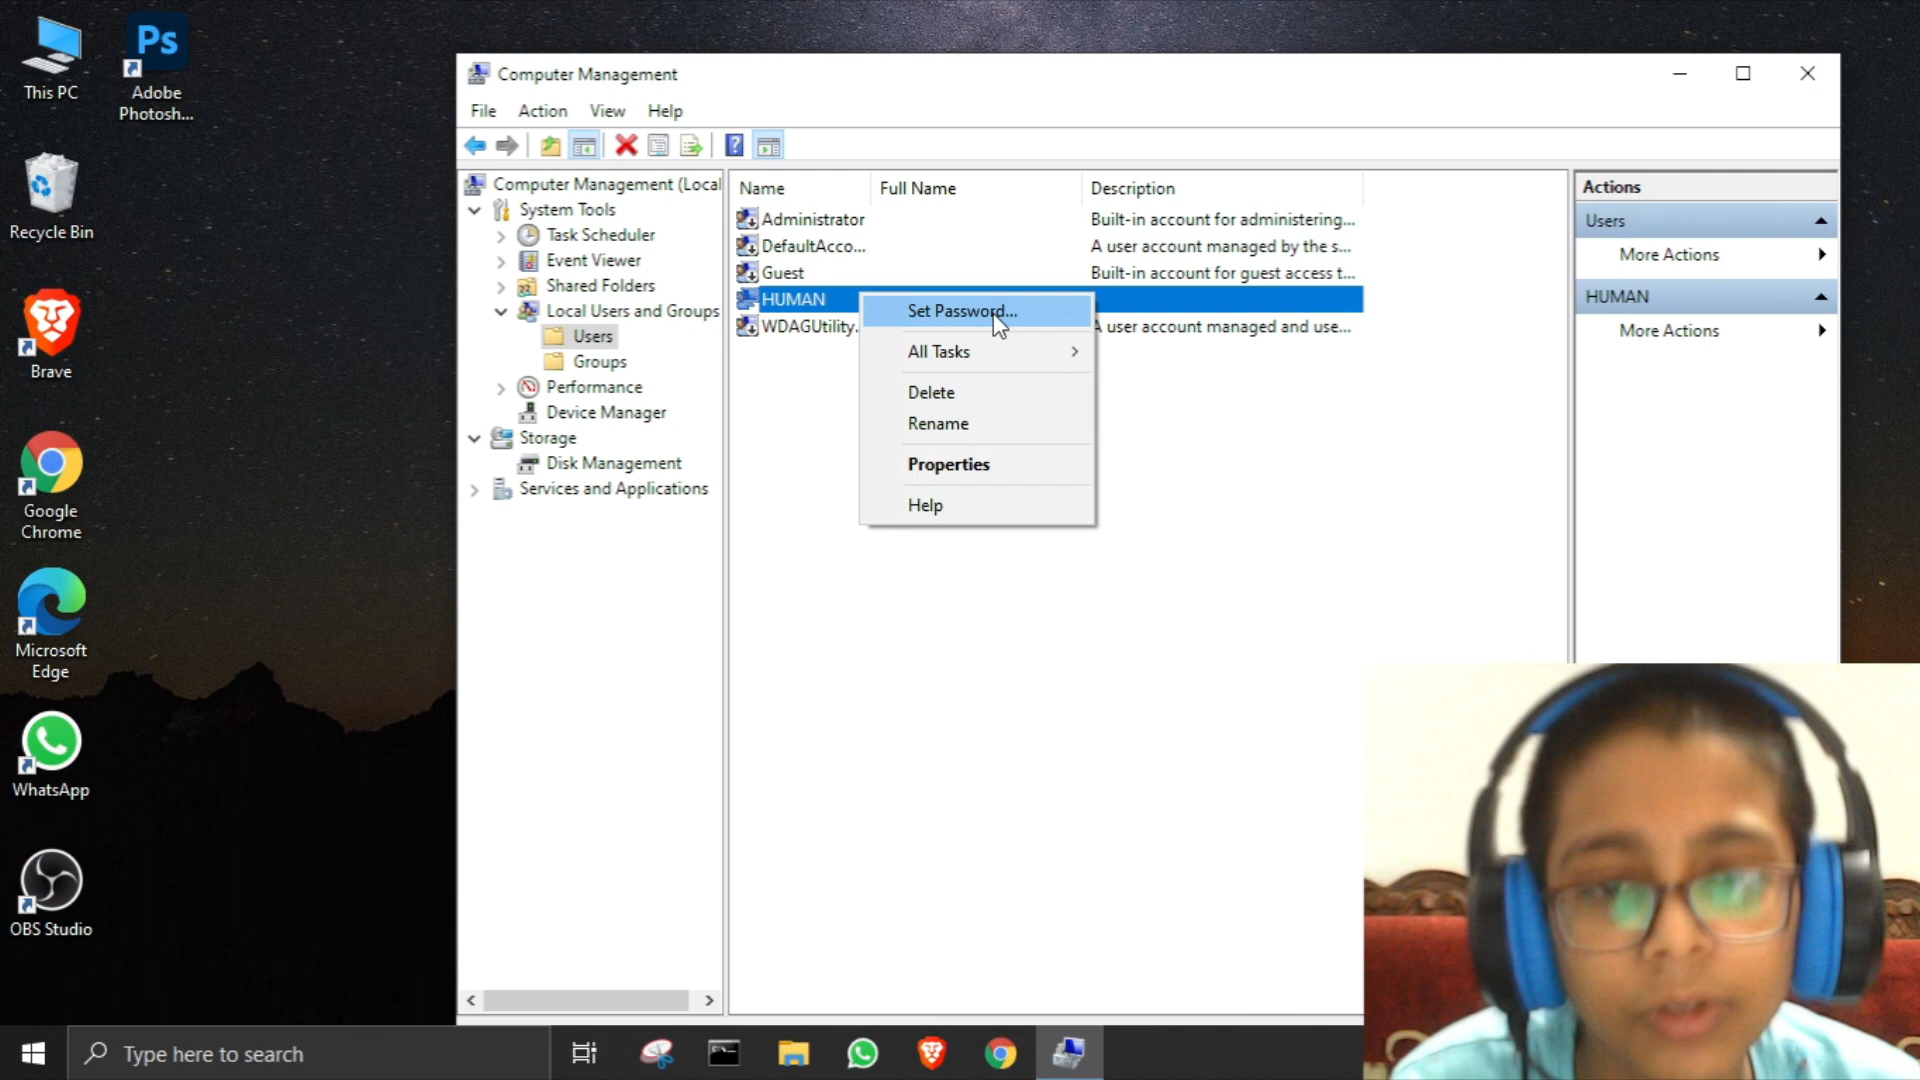 This PC
Adobe
Photosh...
Ps
Recycle Bin
Brave
Google
Chrome
Microsoft
Edge
WhatsApp
OBS Studio
Computer Management
File Action View Help
Computer Management (Local
System Tools
Task Scheduler
Event Viewer
Shared Folders
Local Users and Groups
Users
Groups
Performance
Device Manager
Storage
Disk Management
Services and Applications
Name Full Name Description
Administrator Built-in account for administering...
DefaultAcco... A user account managed by the s...
Guest Built-in account for guest access t...
HUMAN
WDAGUtility. A user account managed and use...
Set Password...
All Tasks
Delete
Rename
Properties
Help
Actions
Users
More Actions
HUMAN
More Actions
Type here to search